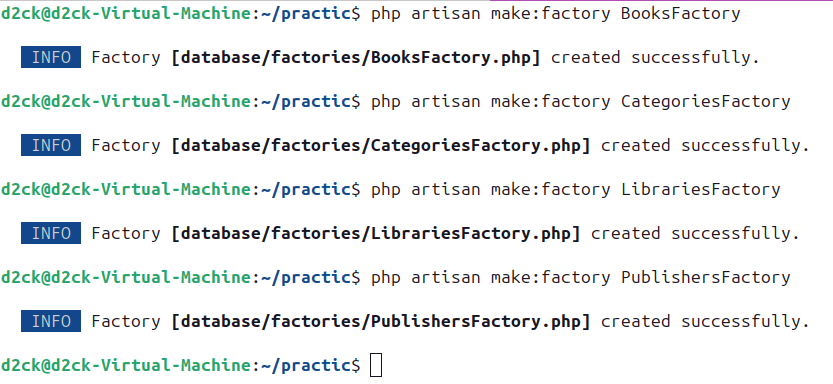 d2ck@d2ck-Virtual-Machine:~/practic$ php artisan make:factory BooksFactory
INFO Factory [database/factories/BooksFactory.php] created successfully.
d2ck@d2ck-Virtual-Machine:~/practic$ php artisan make:factory CategoriesFactory
INFO Factory [database/factories/CategoriesFactory.php] created successfully.
d2ck@d2ck-Virtual-Machine:~/practic$ php artisan make:factory LibrariesFactory
INFO Factory [database/factories/LibrariesFactory.php] created successfully.
d2ck@d2ck-Virtual-Machine:~/practic$ php artisan make:factory PublishersFactory
INFO Factory [database/factories/PublishersFactory.php] created successfully.
d2ck@d2ck-Virtual-Machine:~/practic$